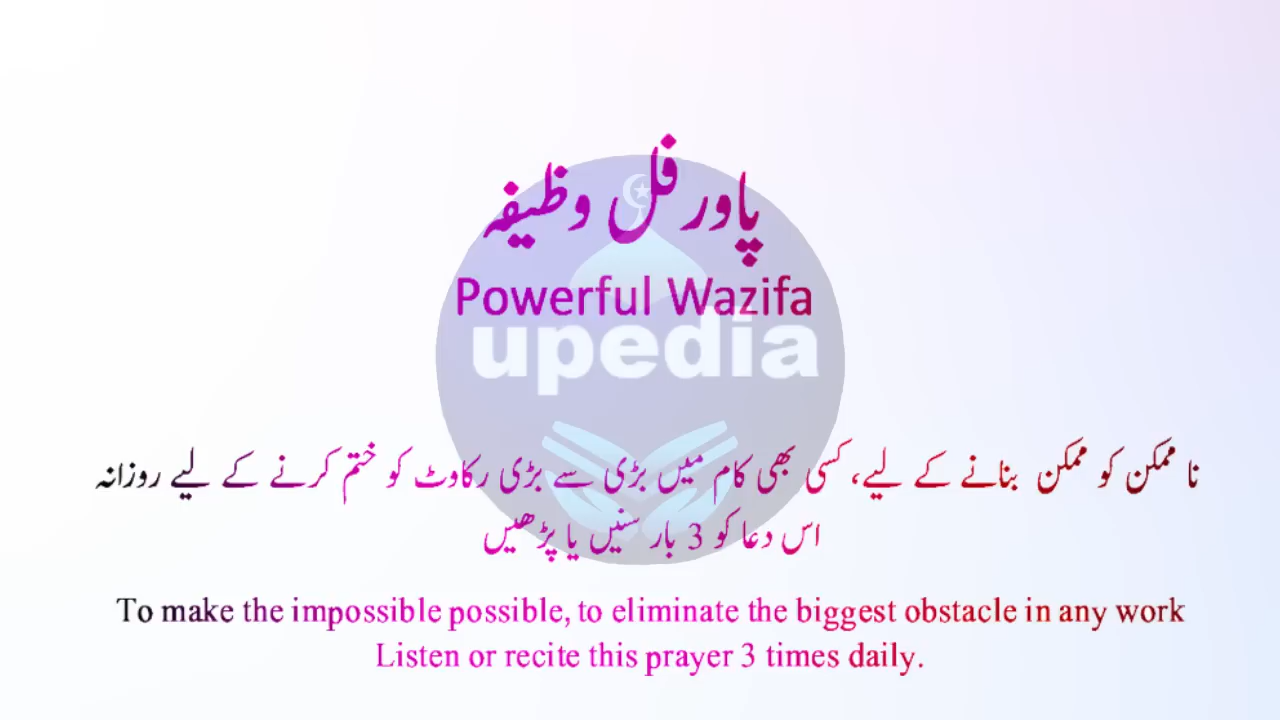 پاورفل وظیفہ
Powerful Wazifa
upedia
نا ممکن کو ممکن بنانے کے لیے، کسی بھی کام میں بڑی سے بڑی رکاوٹ کو ختم کرنے کے لیے روزانہ
اس دعا کو 3 بار سنیں یا پڑھیں
To make the impossible possible, to eliminate the biggest obstacle in any work
Listen or recite this prayer 3 times daily.